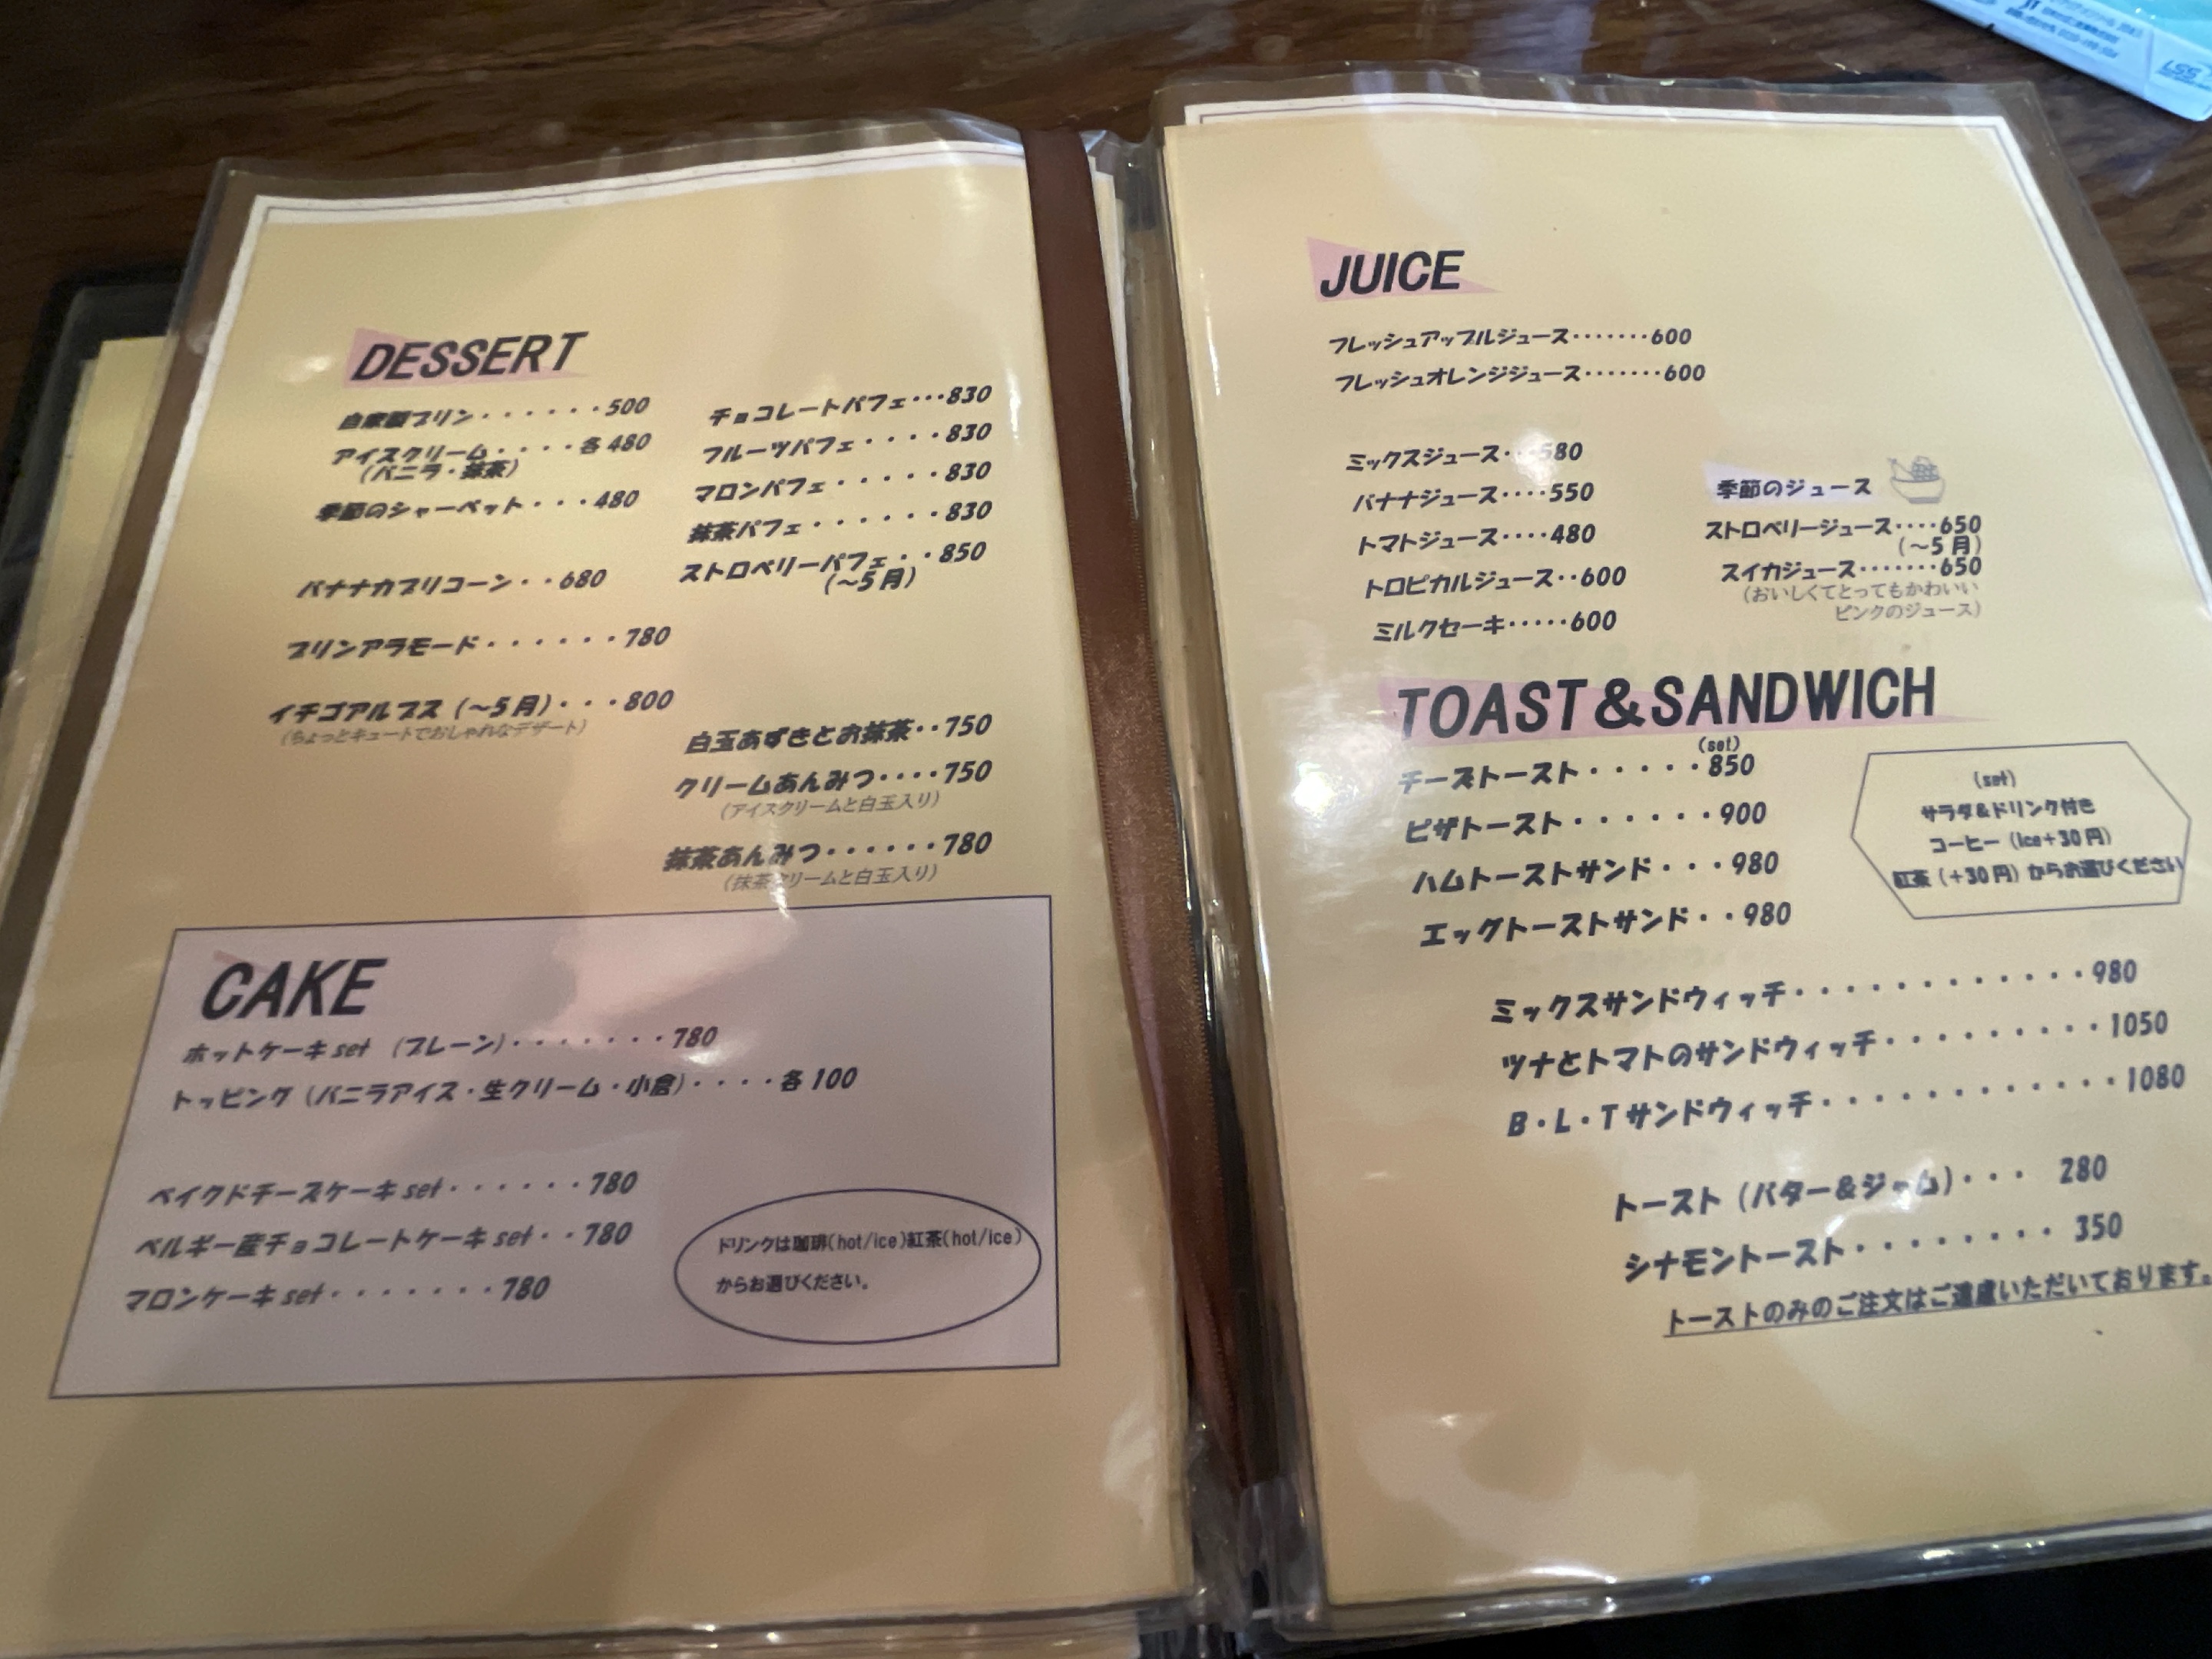 DESSERT
自家製プリン・・・・・・500
アイスクリーム・・・・各480
(バニラ・抹茶)
季節のシャーベット・・・480
バナナカプリコーン・・680
プリンアラモード・・・・・・780
イチゴアルプス(~5月)・・・800
(ちょっとキュートでおしゃれなデザート)
チョコレートパフェ・・・830
フルーツパフェ・・・・830
マロンパフェ・・・・・830
抹茶パフェ・・・・・・830
ストロベリーパフェ・・850
(~5月)
白玉あずきとお抹茶・・750
クリームあんみつ・・・・750
(アイスクリームと白玉入り)
抹茶あんみつ・・・・・・780
(抹茶クリームと白玉入り)
CAKE
ホットケーキset (プレーン)・・・・・・・780
トッピング(バニラアイス・生クリーム・小倉)・・・・各100
ベイクドチーズケーキset・・・・・・780
ベルギー産チョコレートケーキset・・780
マロンケーキset・・・・・・・780
ドリンクは珈琲(hot/ice)紅茶(hot/ice)
からお選びください。
JUICE
フレッシュアップルジュース・・・・・・・600
フレッシュオレンジジュース・・・・・・・600
ミックスジュース・・・580
バナナジュース・・・・550
トマトジュース・・・・480
トロピカルジュース・・600
ミルクセーキ・・・・・600
季節のジュース
ストロベリージュース・・・・650
(~5月)
スイカジュース・・・・・・・650
(おいしくてとってもかわいい
ピンクのジュース)
TOAST&SANDWICH
(set)
チーズトースト・・・・・850
ピザトースト・・・・・・900
ハムトーストサンド・・・980
エッグトーストサンド・・980
(set)
サラダ&ドリンク付き
コーヒー(ice+30円)
紅茶(+30円)からお選びください
ミックスサンドウィッチ・・・・・・・・・・・・980
ツナとトマトのサンドウィッチ・・・・・・・・・1050
B・L・Tサンドウィッチ・・・・・・・・・・・・1080
トースト(バター&ジャム)・・・ 280
シナモントースト・・・・・・・・ 350
トーストのみのご注文はご遠慮いただいております。
LSS